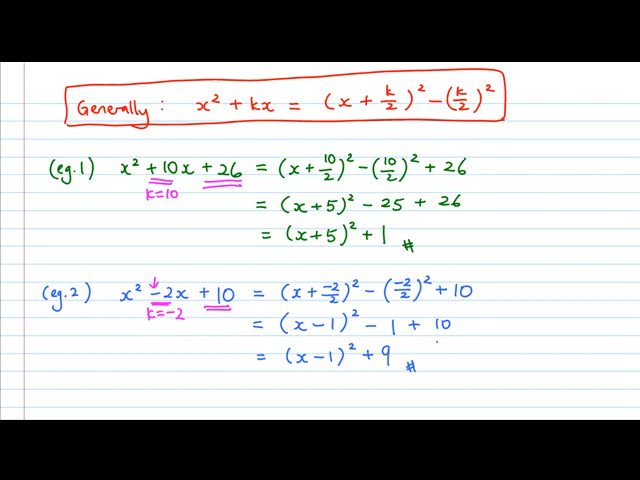 Generally : x² + kx = (x + k/2)² - (k/2)²
(eg.1) x² + 10x + 26 = (x + 10/2)² - (10/2)² + 26
k=10
= (x+5)² - 25 + 26
= (x+5)² + 1 #
(eg.2) x² - 2x + 10 = (x + -2/2)² - (-2/2)² + 10
k=-2
= (x-1)² - 1 + 10
= (x-1)² + 9 #